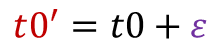 t0′ = t0 + ε